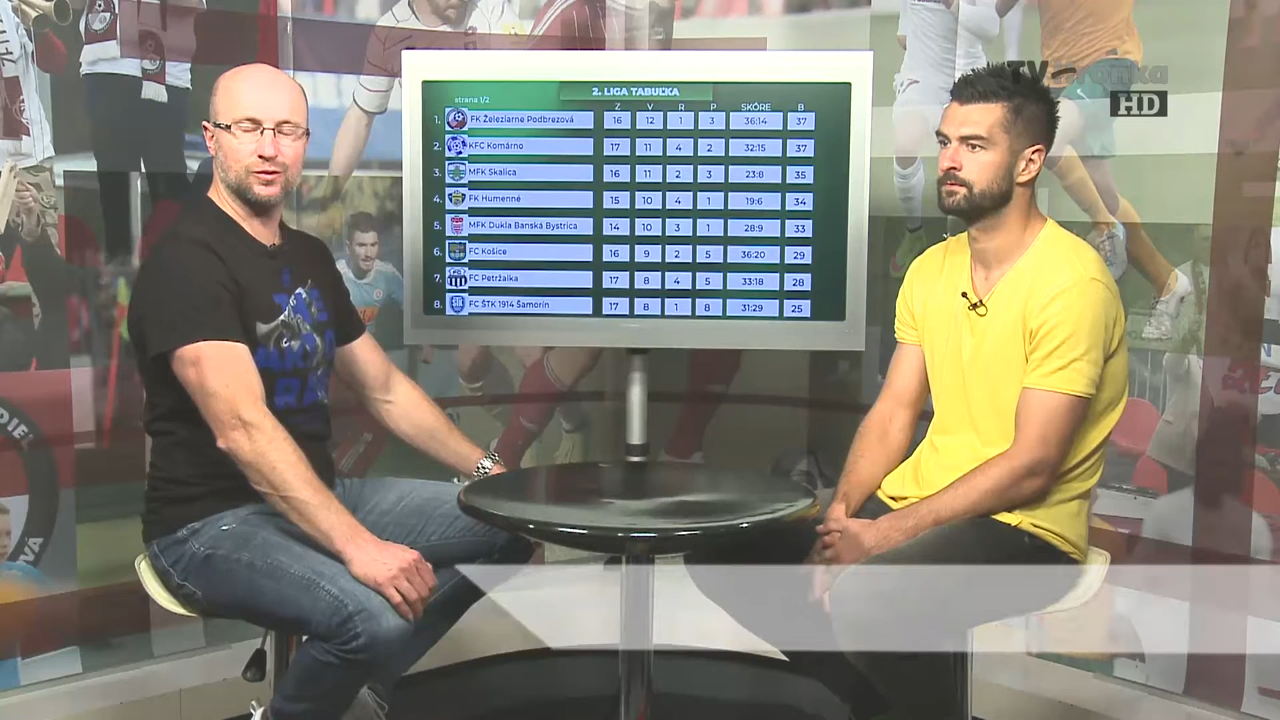 TV Hronka
HD
2. LIGA TABUĽKA
strana 1/2
Z V R P SKÓRE B
1. FK Železiarne Podbrezová 16 12 1 3 36:14 37
2. KFC Komárno 17 11 4 2 32:15 37
3. MFK Skalica 16 11 2 3 23:8 35
4. FK Humenné 15 10 4 1 19:6 34
5. MFK Dukla Banská Bystrica 14 10 3 1 28:9 33
6. FC Košice 16 9 2 5 36:20 29
7. FC Petržalka 17 8 4 5 33:18 28
8. FC ŠTK 1914 Šamorín 17 8 1 8 31:29 25